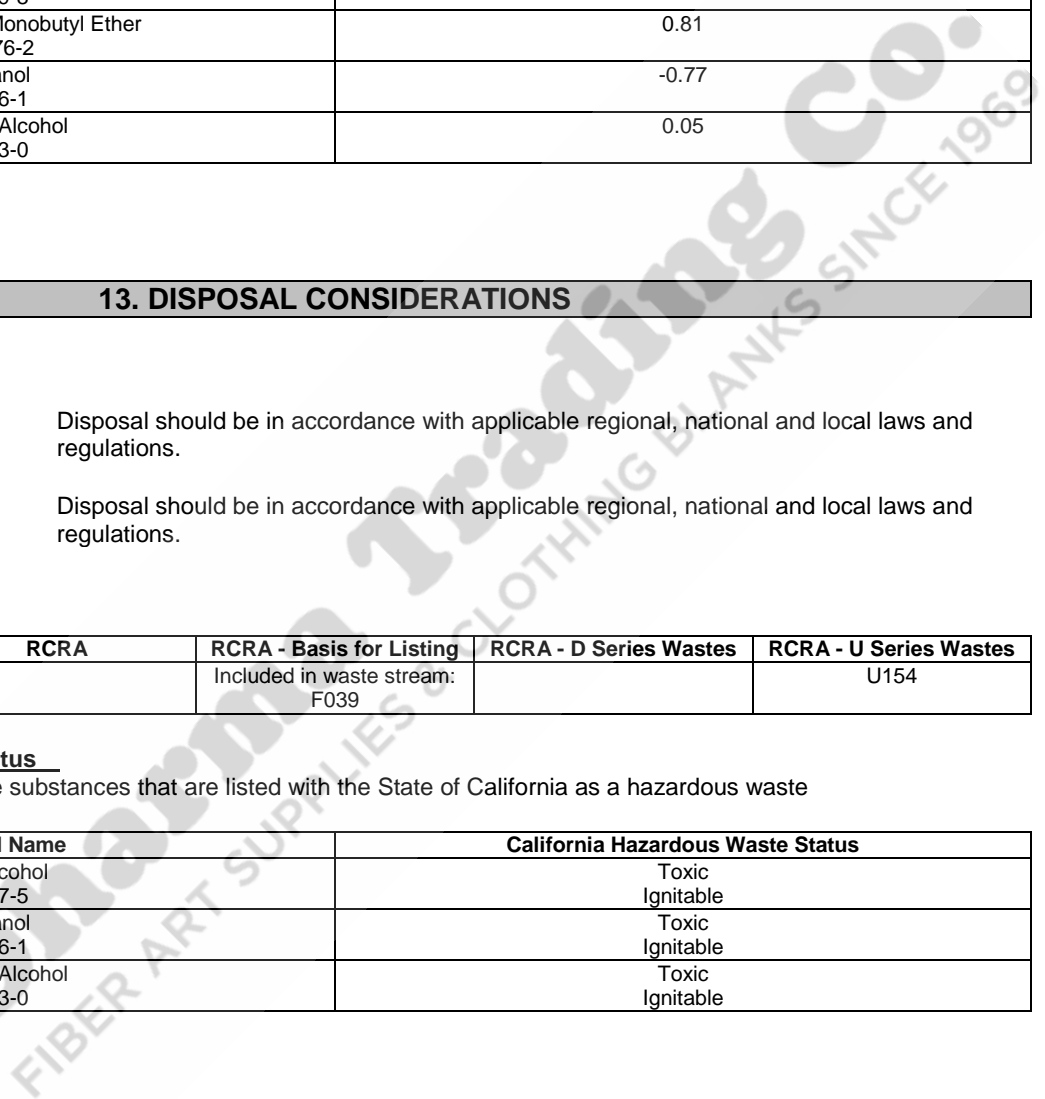 Monobutyl Ether 0.81
76-2
anol -0.77
6-1
Alcohol 0.05
3-0
13. DISPOSAL CONSIDERATIONS
Disposal should be in accordance with applicable regional, national and local laws and
regulations.
Disposal should be in accordance with applicable regional, national and local laws and
regulations.
RCRA RCRA - Basis for Listing RCRA - D Series Wastes RCRA - U Series Wastes
Included in waste stream: U154
F039
tus
e substances that are listed with the State of California as a hazardous waste
l Name California Hazardous Waste Status
cohol Toxic
7-5 Ignitable
anol Toxic
6-1 Ignitable
Alcohol Toxic
3-0 Ignitable
Dharma Trading Co.
FIBER ART SUPPLIES & CLOTHING BLANKS SINCE 1969